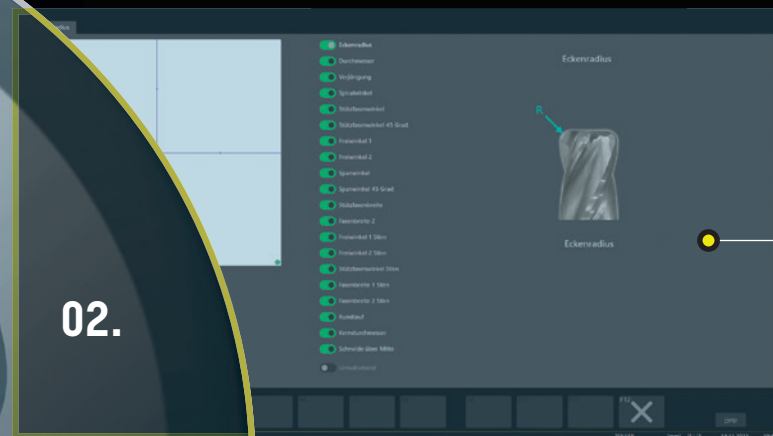 Eckenradius
Durchmesser
Verjüngung
Spiralwinkel
Stützfasenwinkel
Stützfasenwinkel 45 Grad
Freiwinkel 1
Freiwinkel 2
Spanwinkel
Spanwinkel 45 Grad
Stützfasenbreite
Fasenbreite 2
Freiwinkel 1 Stirn
Freiwinkel 2 Stirn
Stützfasenwinkel Stirn
Fasenbreite 1 Stirn
Fasenbreite 2 Stirn
Rundlauf
Kerndurchmesser
Schneide über Mitte
Eckenradius
R
Eckenradius
02.
F12